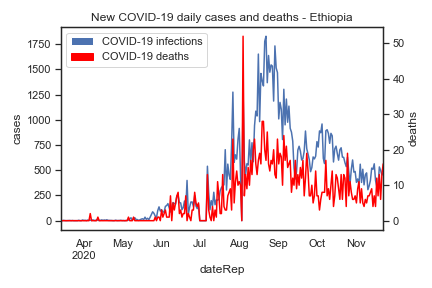 New COVID-19 daily cases and deaths - Ethiopia
COVID-19 infections
COVID-19 deaths
1750
1500
1250
1000
750
500
250
0
cases
50
40
30
20
10
0
deaths
Apr
2020
May
Jun
Jul
Aug
Sep
Oct
Nov
dateRep